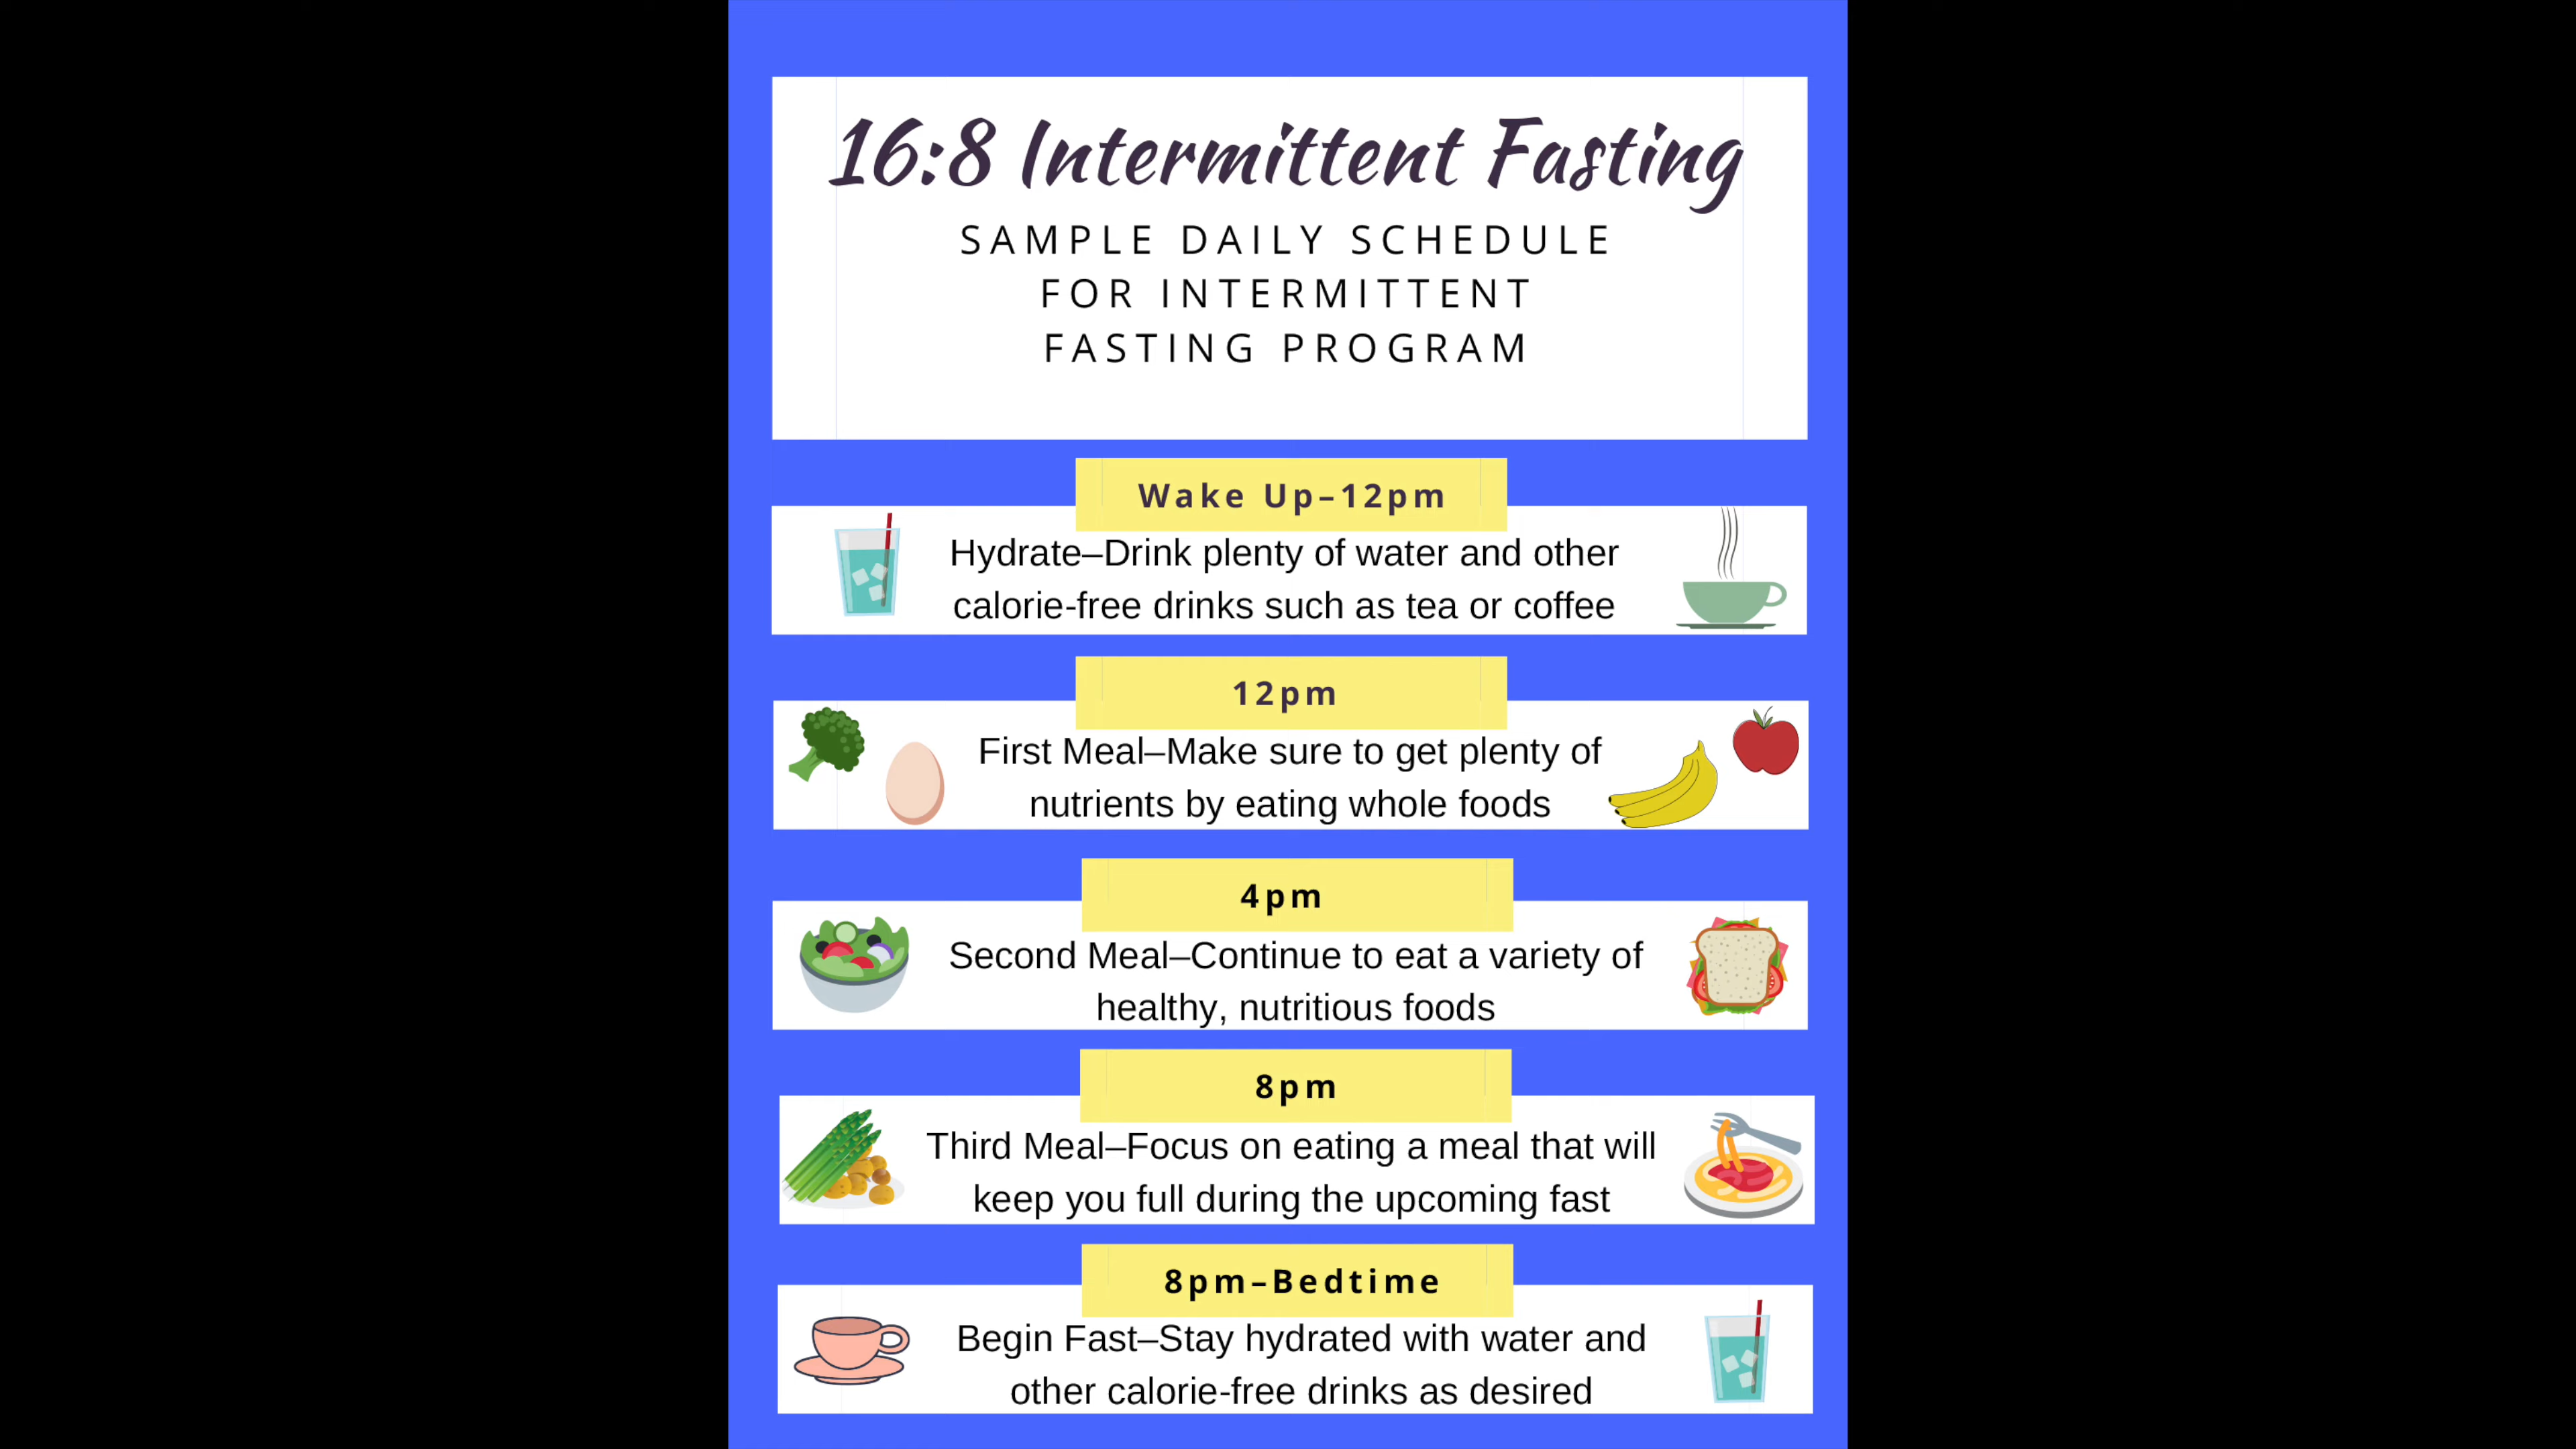 16:8 Intermittent Fasting
SAMPLE DAILY SCHEDULE
FOR INTERMITTENT
FASTING PROGRAM
Wake Up–12pm
Hydrate–Drink plenty of water and other
calorie-free drinks such as tea or coffee
12pm
First Meal–Make sure to get plenty of
nutrients by eating whole foods
4pm
Second Meal–Continue to eat a variety of
healthy, nutritious foods
8pm
Third Meal–Focus on eating a meal that will
keep you full during the upcoming fast
8pm–Bedtime
Begin Fast–Stay hydrated with water and
other calorie-free drinks as desired